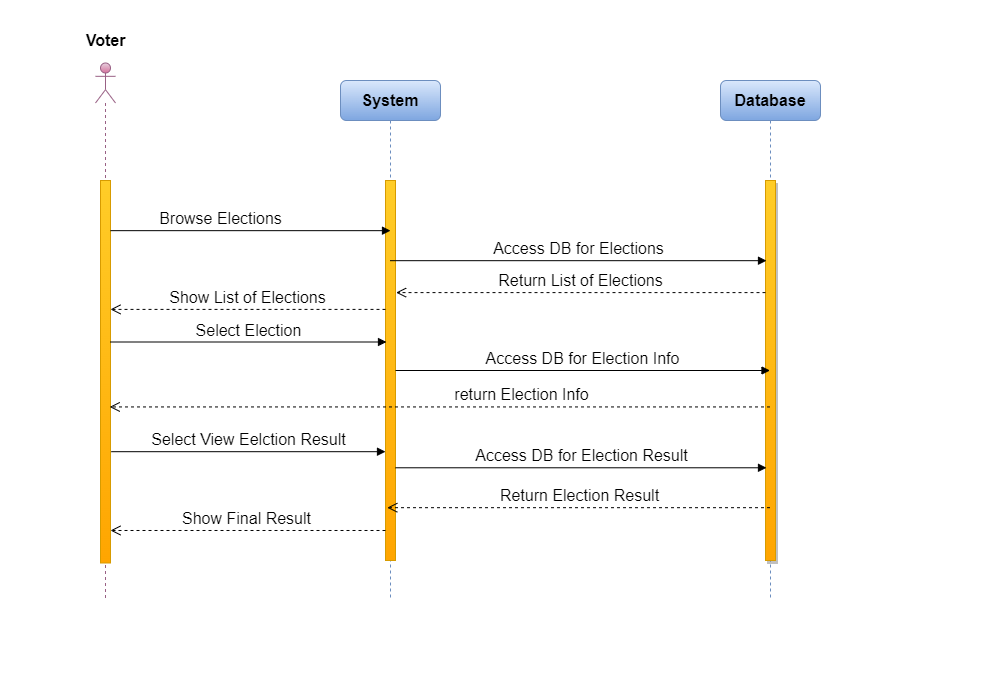 Voter
System
Database
Browse Elections
Access DB for Elections
Return List of Elections
Show List of Elections
Select Election
Access DB for Election Info
return Election Info
Select View Eelction Result
Access DB for Election Result
Return Election Result
Show Final Result